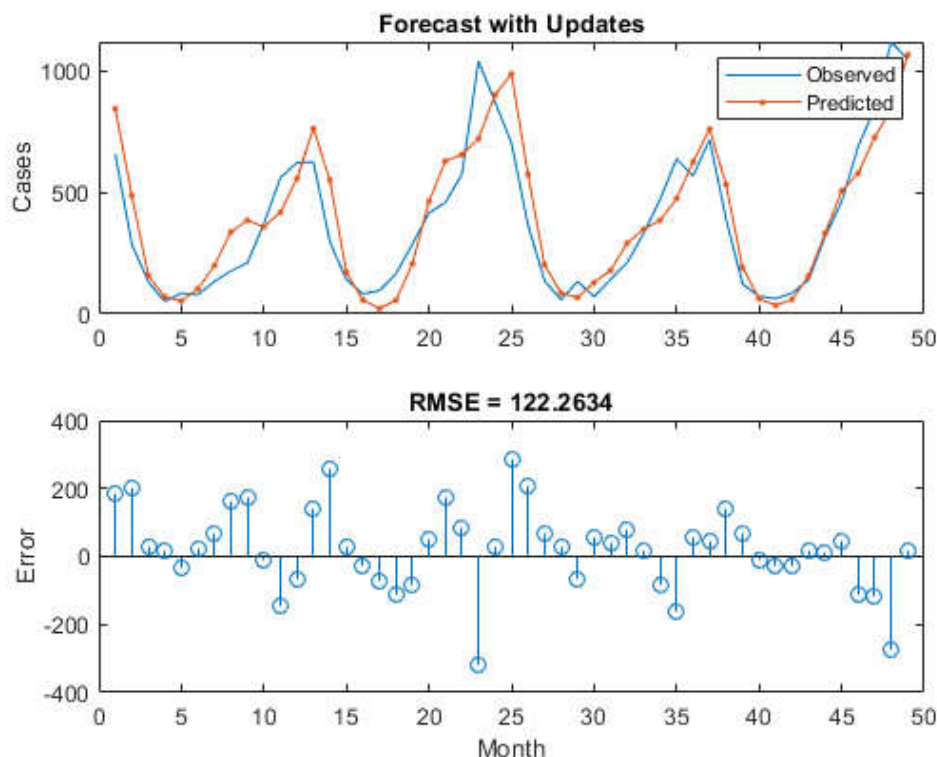 Forecast with Updates
1000
500
0
Cases
Observed
Predicted
0 5 10 15 20 25 30 35 40 45 50
RMSE = 122.2634
400
200
0
-200
-400
Error
0 5 10 15 20 25 30 35 40 45 50
Month